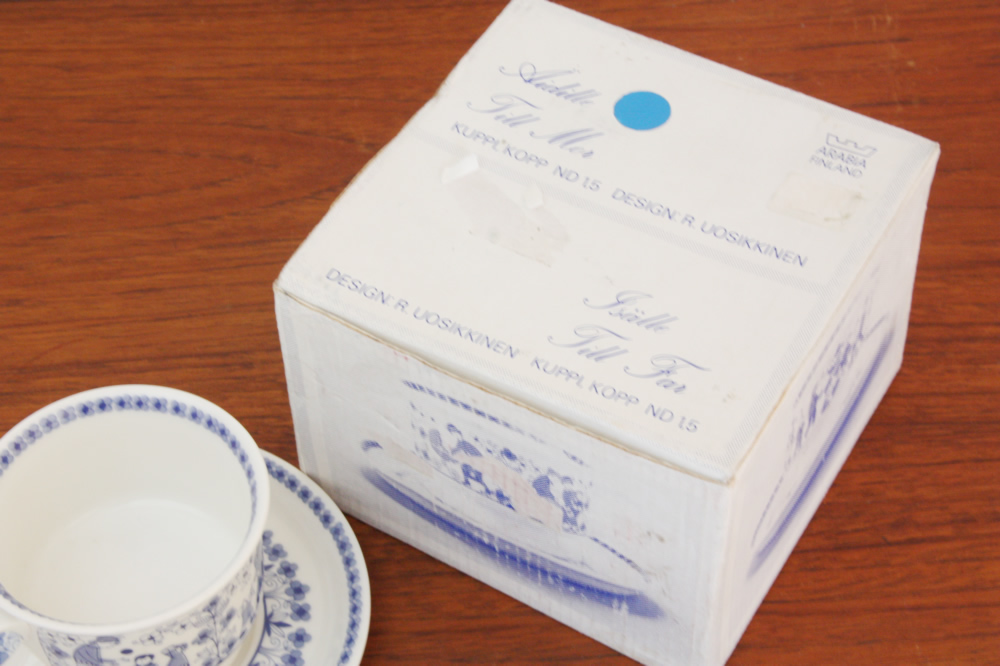 Äidille
Till Mor
KUPPI, KOPP ND 1.5 DESIGN: R. UOSIKKINEN
ARABIA
FINLAND
Isälle
Till Far
DESIGN: R. UOSIKKINEN KUPPI, KOPP ND 1.5